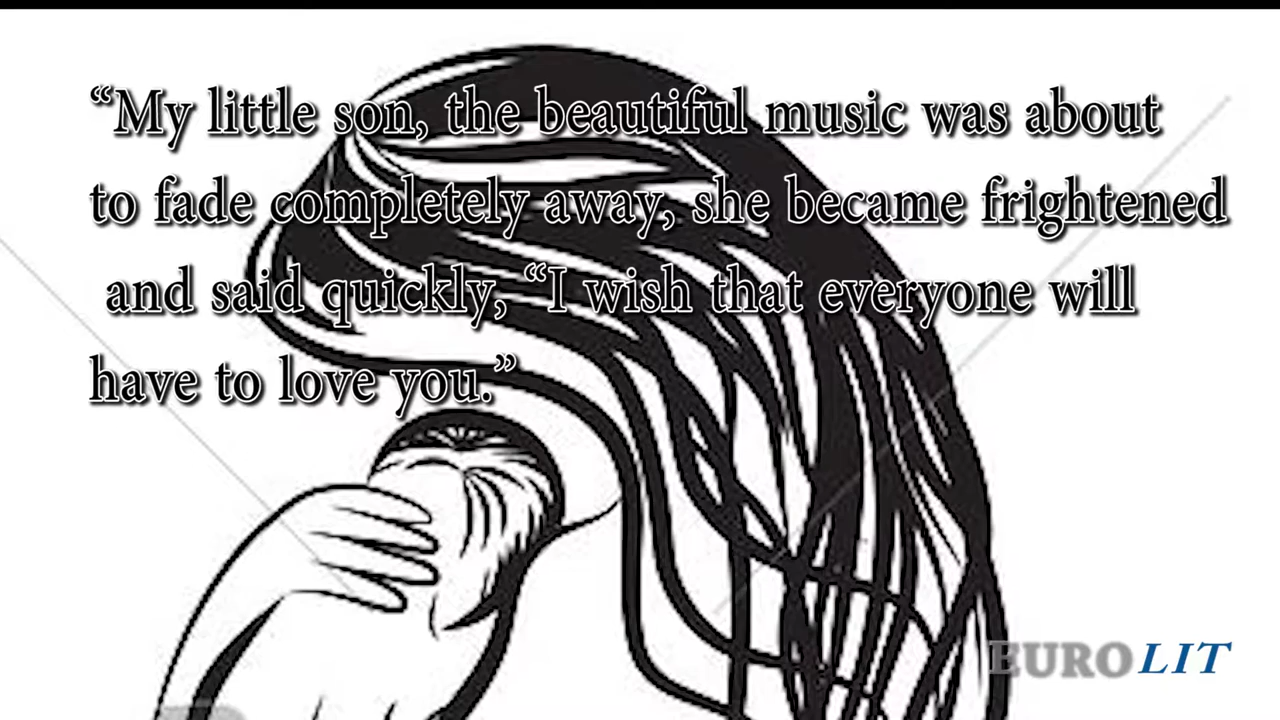 “My little son, the beautiful music was about
to fade completely away, she became frightened
and said quickly, “I wish that everyone will
have to love you.”
EUROLIT